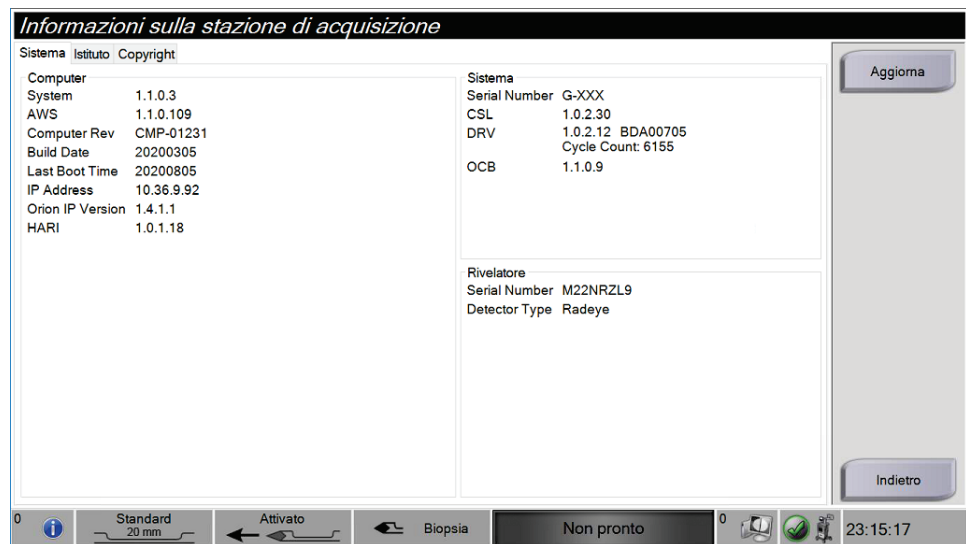 Informazioni sulla stazione di acquisizione
Sistema Istituto Copyright
Computer
System 1.1.0.3
AWS 1.1.0.109
Computer Rev CMP-01231
Build Date 20200305
Last Boot Time 20200805
IP Address 10.36.9.92
Orion IP Version 1.4.1.1
HARI 1.0.1.18
Sistema
Serial Number G-XXX
CSL 1.0.2.30
DRV 1.0.2.12 BDA00705
Cycle Count: 6155
OCB 1.1.0.9
Rivelatore
Serial Number M22NRZL9
Detector Type Radeye
Aggiorna
Indietro
0
Standard
20 mm
Attivato
Biopsia
Non pronto
0
23:15:17